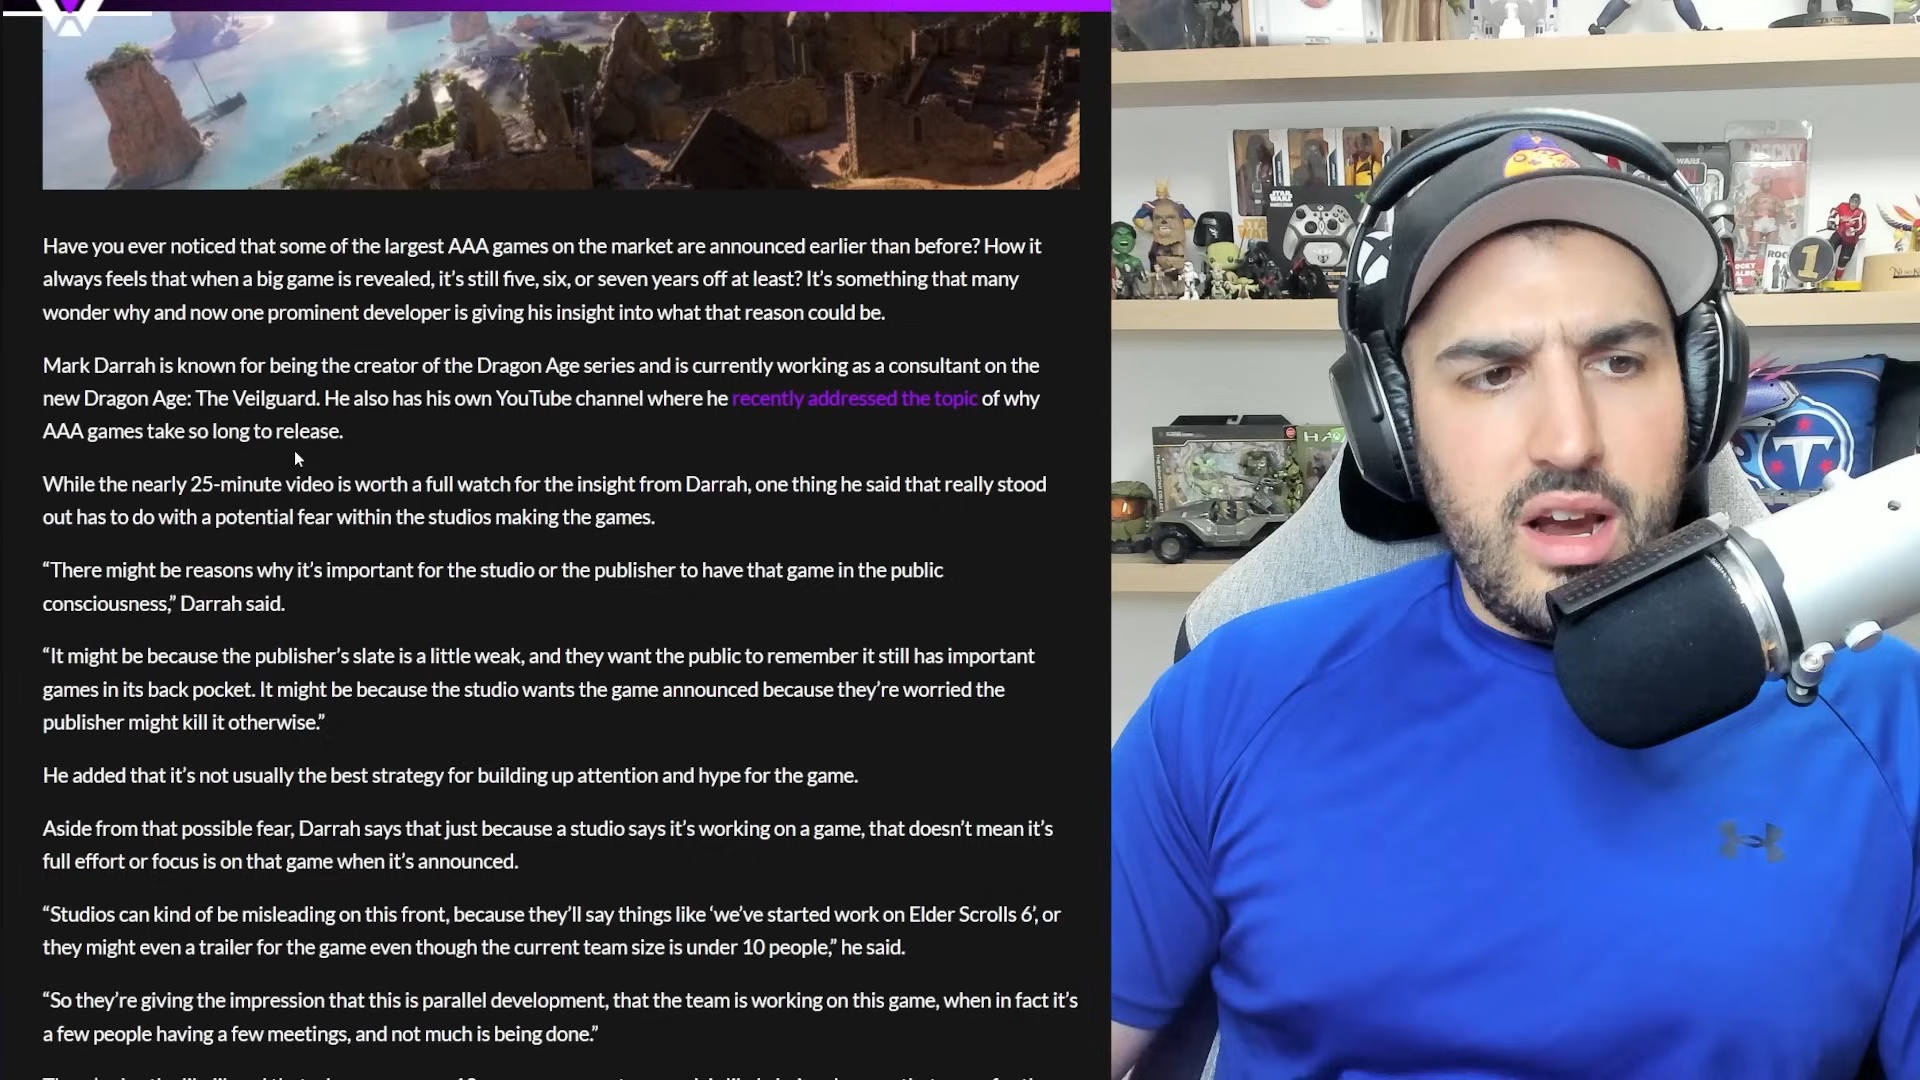 Have you ever noticed that some of the largest AAA games on the market are announced earlier than before? How it
always feels that when a big game is revealed, it's still five, six, or seven years off at least? It's something that many
wonder why and now one prominent developer is giving his insight into what that reason could be.
Mark Darrah is known for being the creator of the Dragon Age series and is currently working as a consultant on the
new Dragon Age: The Veilguard. He also has his own YouTube channel where he recently addressed the topic of why
AAA games take so long to release.
While the nearly 25-minute video is worth a full watch for the insight from Darrah, one thing he said that really stood
out has to do with a potential fear within the studios making the games.
“There might be reasons why it's important for the studio or the publisher to have that game in the public
consciousness,” Darrah said.
“It might be because the publisher's slate is a little weak, and they want the public to remember it still has important
games in its back pocket. It might be because the studio wants the game announced because they're worried the
publisher might kill it otherwise.”
He added that it's not usually the best strategy for building up attention and hype for the game.
Aside from that possible fear, Darrah says that just because a studio says it's working on a game, that doesn't mean it's
full effort or focus is on that game when it's announced.
“Studios can kind of be misleading on this front, because they'll say things like ‘we've started work on Elder Scrolls 6’, or
they might even a trailer for the game even though the current team size is under 10 people,” he said.
“So they're giving the impression that this is parallel development, that the team is working on this game, when in fact it's
a few people having a few meetings, and not much is being done.”
STAR
WARS
WARS
ROCKY
1
T